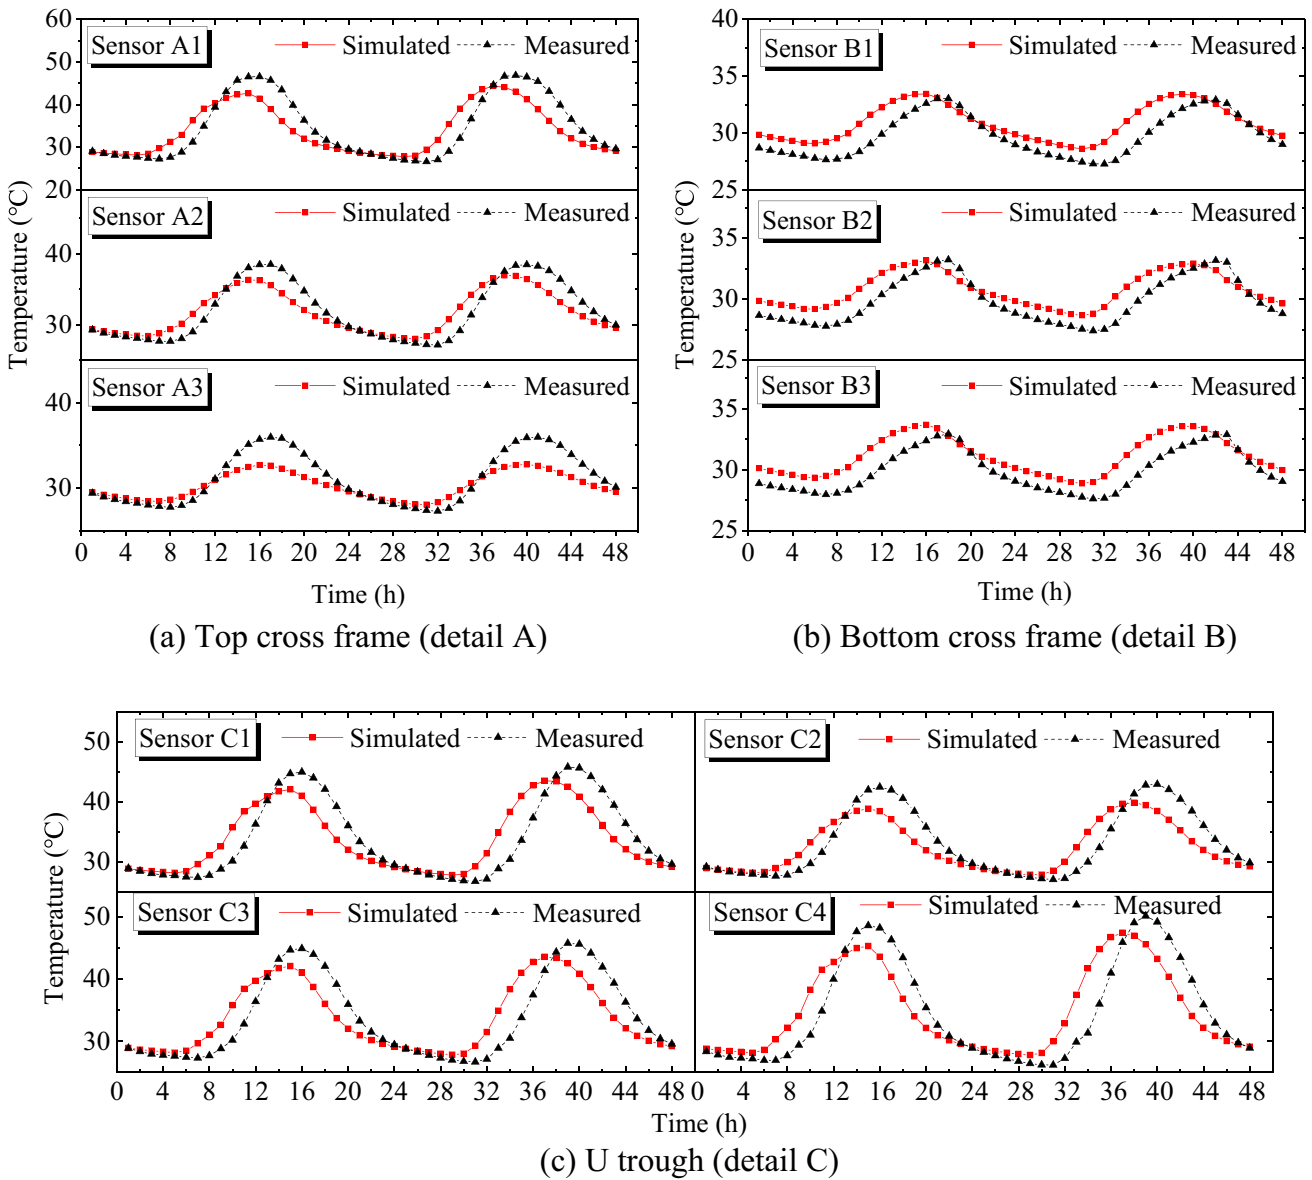 Sensor A1 Simulated Measured
60
50
40
30
20
Sensor A2 Simulated Measured
40
30
Sensor A3 Simulated Measured
40
30
0 4 8 12 16 20 24 28 32 36 40 44 48
Temperature (°C)
Time (h)
(a) Top cross frame (detail A)
Sensor B1 Simulated Measured
40
35
30
25
Sensor B2 Simulated Measured
35
30
25
Sensor B3 Simulated Measured
35
30
25
0 4 8 12 16 20 24 28 32 36 40 44 48
Temperature (°C)
Time (h)
(b) Bottom cross frame (detail B)
Sensor C1 Simulated Measured
50
40
30
Sensor C2 Simulated Measured
Sensor C3 Simulated Measured
50
40
30
Sensor C4 Simulated Measured
0 4 8 12 16 20 24 28 32 36 40 44 48
0 4 8 12 16 20 24 28 32 36 40 44 48
Temperature (°C)
Time (h)
(c) U trough (detail C)